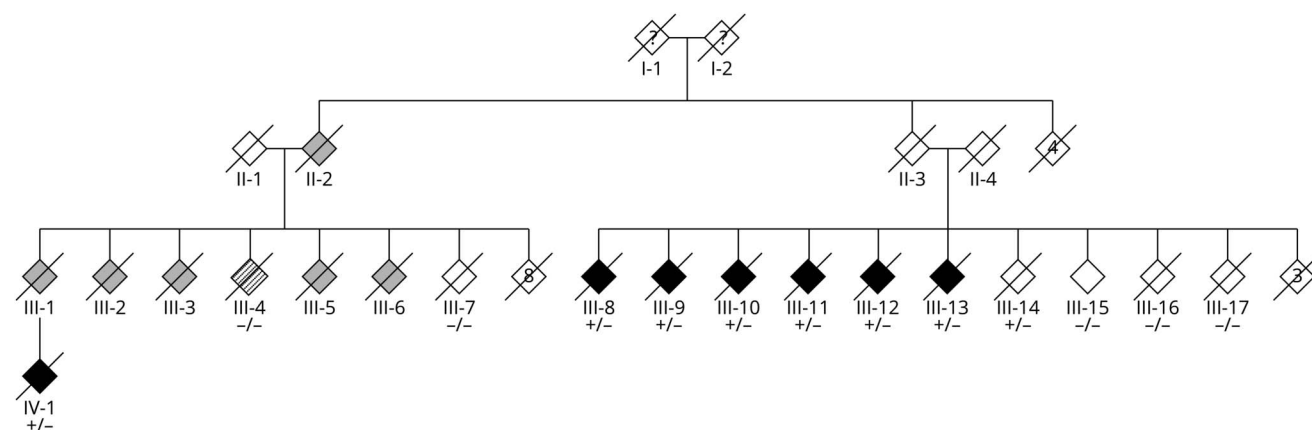 ? ?
I-1 I-2
4
II-1 II-2 II-3 II-4
8 3
III-1 III-2 III-3 III-4 III-5 III-6 III-7 III-8 III-9 III-10 III-11 III-12 III-13 III-14 III-15 III-16 III-17
–/– –/– +/– +/– +/– +/– +/– +/– +/– –/– –/– –/–
IV-1
+/–